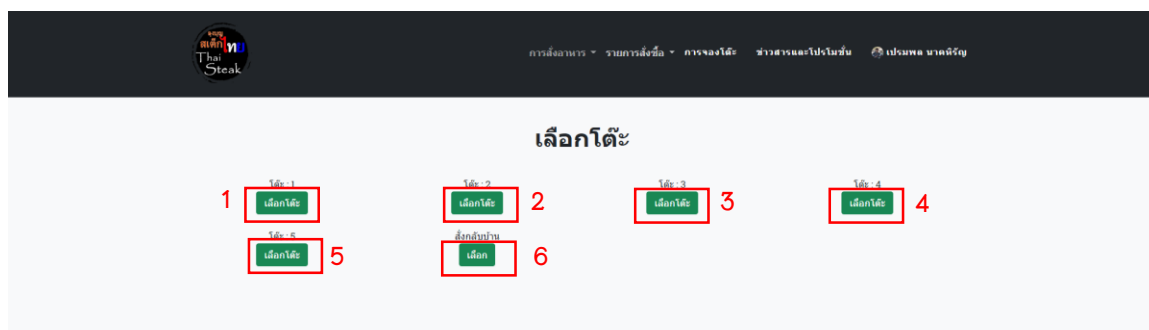 สเต็กไทย
Thai
Steak
การสั่งอาหาร รายการสั่งซื้อ การจองโต๊ะ ข่าวสารและโปรโมชั่น เปรมพล นาคหิรัญ
เลือกโต๊ะ
โต๊ะ : 1 โต๊ะ : 2 โต๊ะ : 3 โต๊ะ : 4
1 เลือกโต๊ะ เลือกโต๊ะ 2 เลือกโต๊ะ 3 เลือกโต๊ะ 4
โต๊ะ : 5 สั่งกลับบ้าน
เลือกโต๊ะ 5 เลือก 6